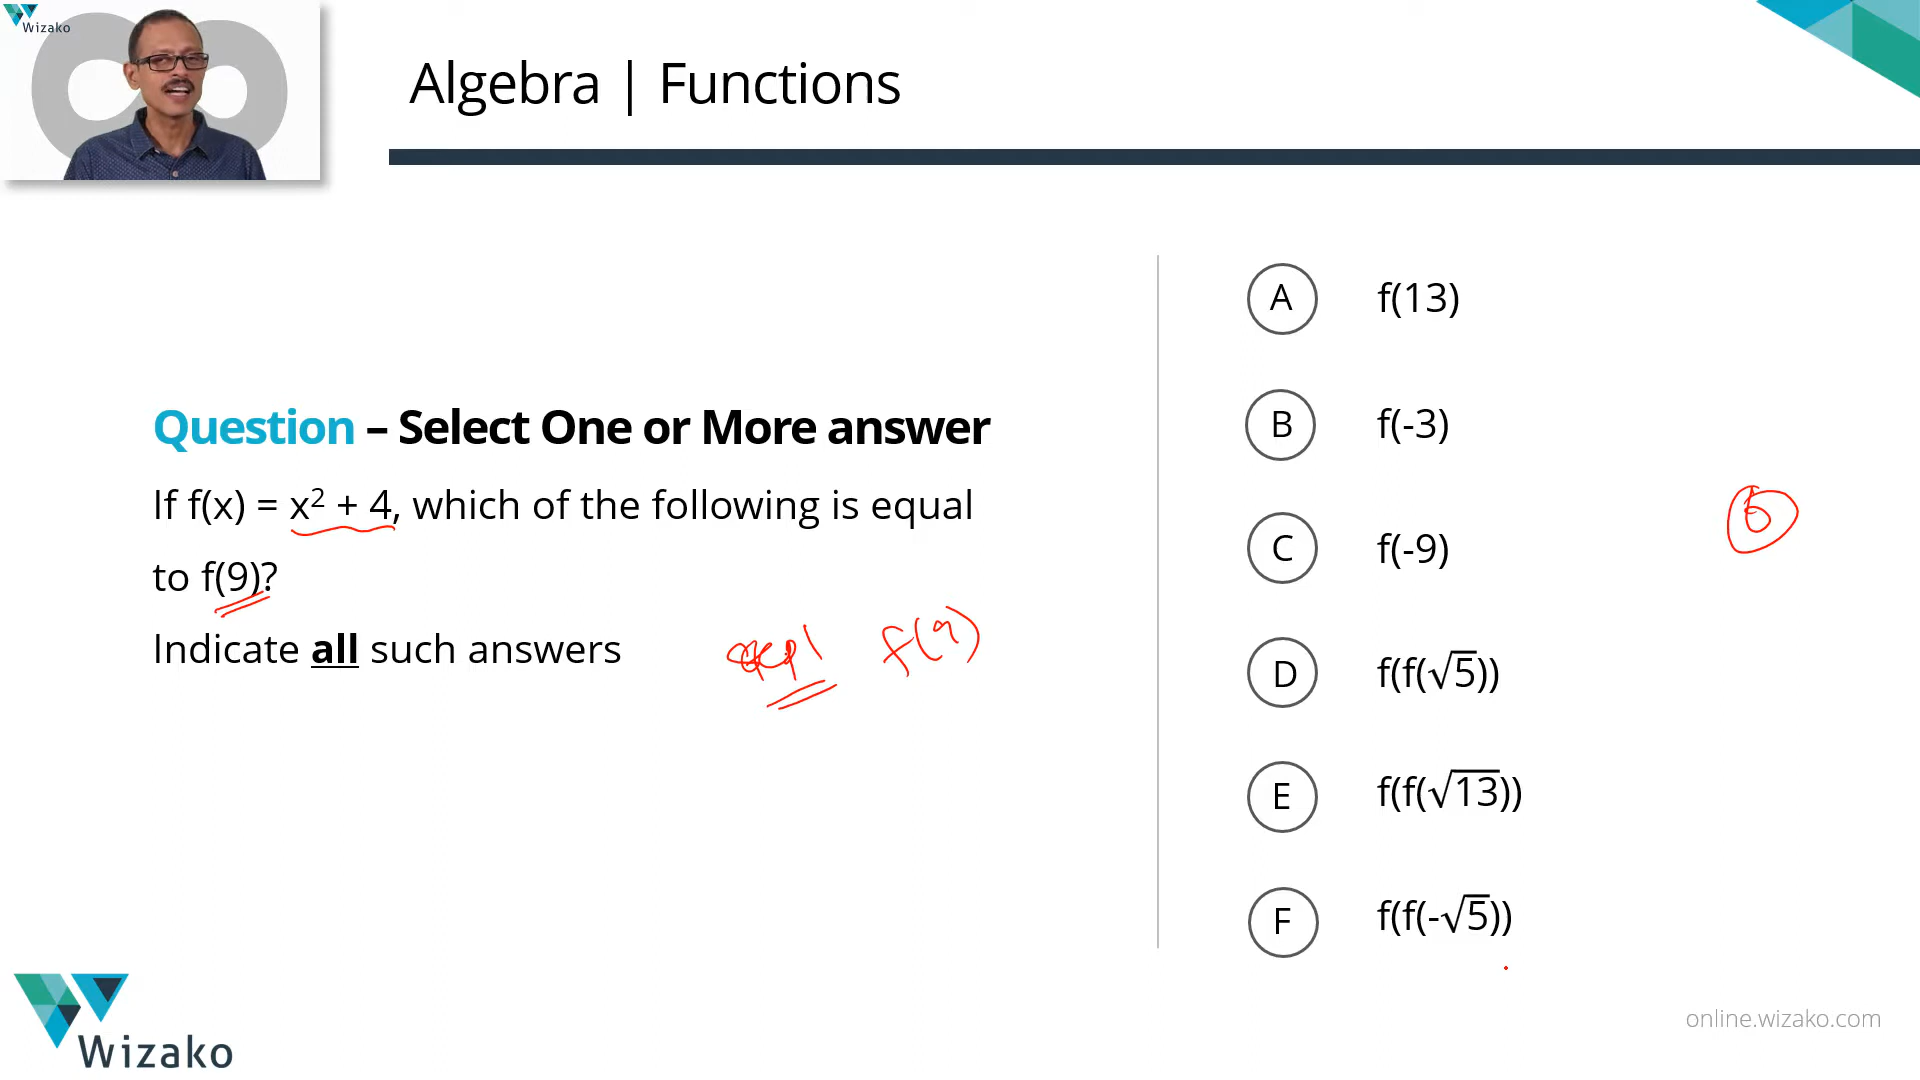 Wizako
Algebra | Functions
Question – Select One or More answer
If f(x) = x² + 4, which of the following is equal
to f(9)?
Indicate all such answers
f(9)
A f(13)
B f(-3)
C f(-9)
D f(f(√5))
E f(f(√13))
F f(f(-√5))
6
Wizako
online.wizako.com